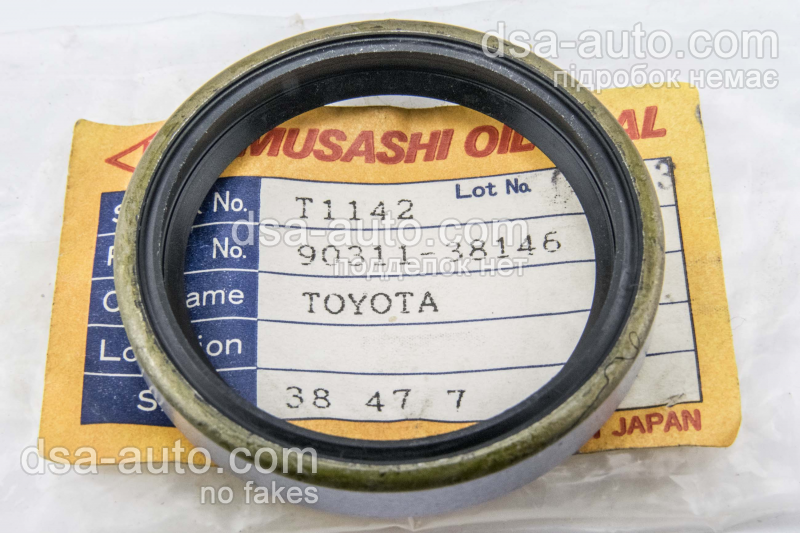 dsa-auto.com
підробок немає
MUSASHI OIL SEAL
Lot No.
No. T1142
dsa-auto.com
No. 90311-38146
подделок нет
TOYOTA
38 47 7
JAPAN
dsa-auto.com
no fakes